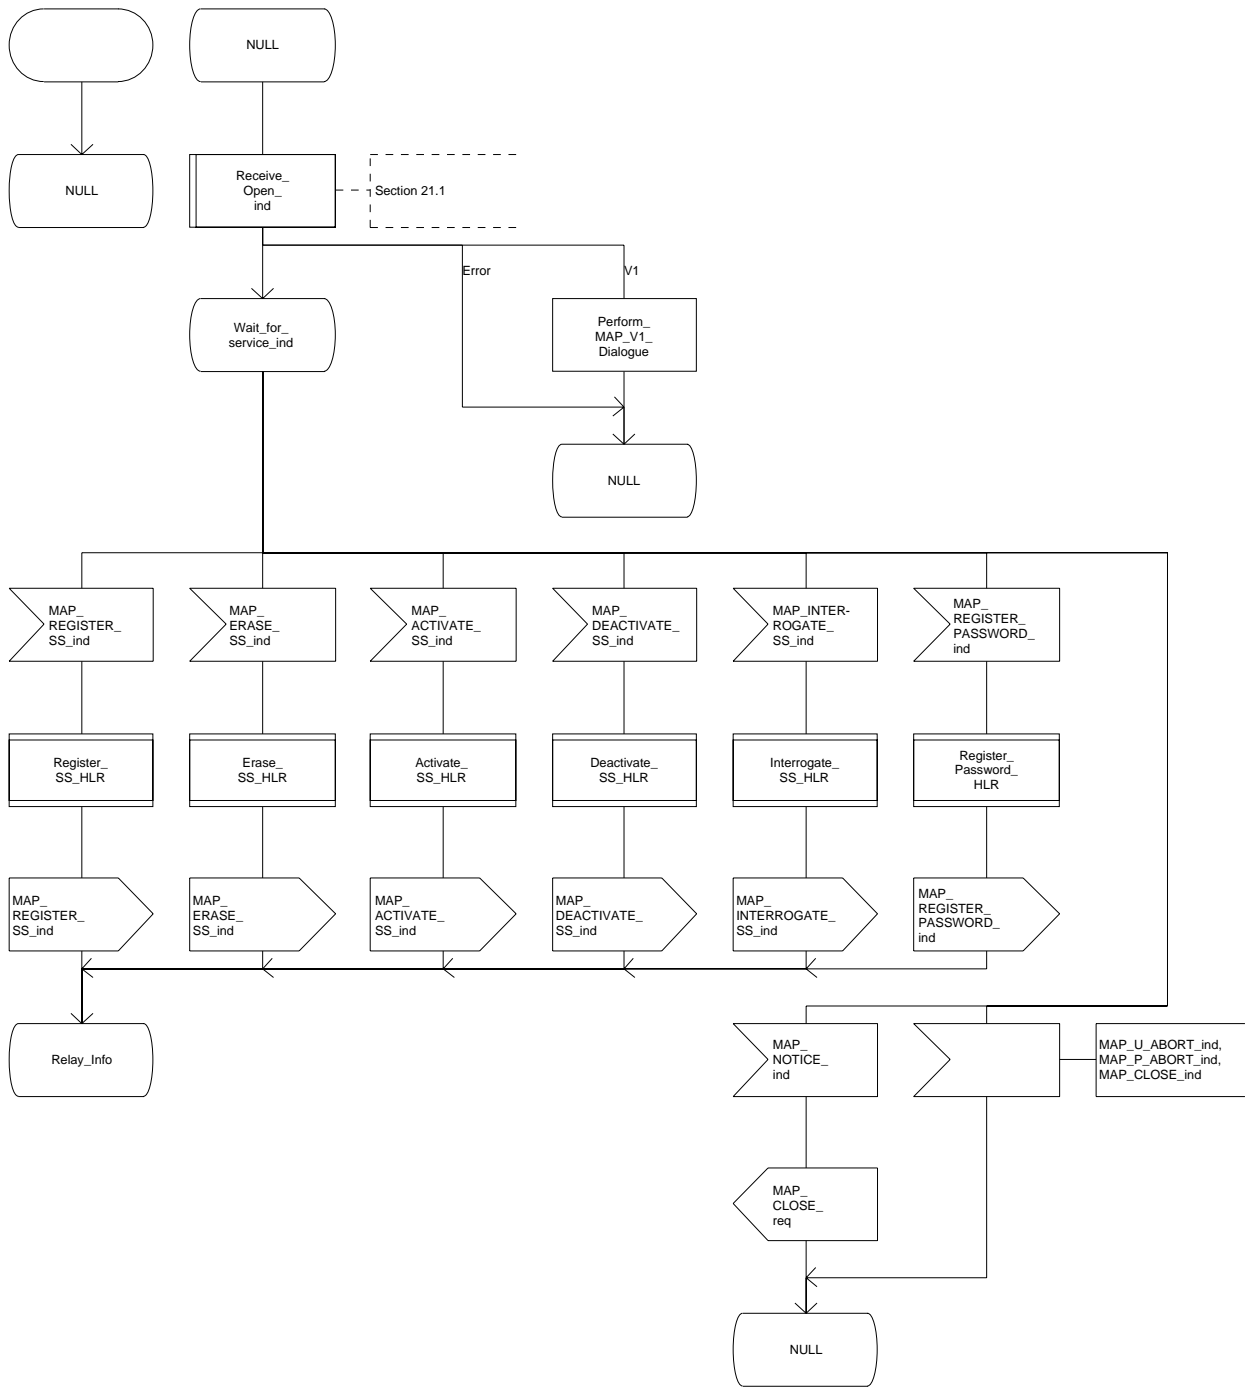 NULL
NULL
Receive_
Open_
ind
Section 21.1
Error
V1
Wait_for_
service_ind
Perform_
MAP_V1_
Dialogue
NULL
MAP_
REGISTER_
SS_ind
MAP_
ERASE_
SS_ind
MAP_
ACTIVATE_
SS_ind
MAP_
DEACTIVATE_
SS_ind
MAP_INTER-
ROGATE_
SS_ind
MAP_
REGISTER_
PASSWORD_
ind
Register_
SS_HLR
Erase_
SS_HLR
Activate_
SS_HLR
Deactivate_
SS_HLR
Interrogate_
SS_HLR
Register_
Password_
HLR
MAP_
REGISTER_
SS_ind
MAP_
ERASE_
SS_ind
MAP_
ACTIVATE_
SS_ind
MAP_
DEACTIVATE_
SS_ind
MAP_
INTERROGATE_
SS_ind
MAP_
REGISTER_
PASSWORD_
ind
Relay_Info
MAP_
NOTICE_
ind
MAP_U_ABORT_ind,
MAP_P_ABORT_ind,
MAP_CLOSE_ind
MAP_
CLOSE_
req
NULL